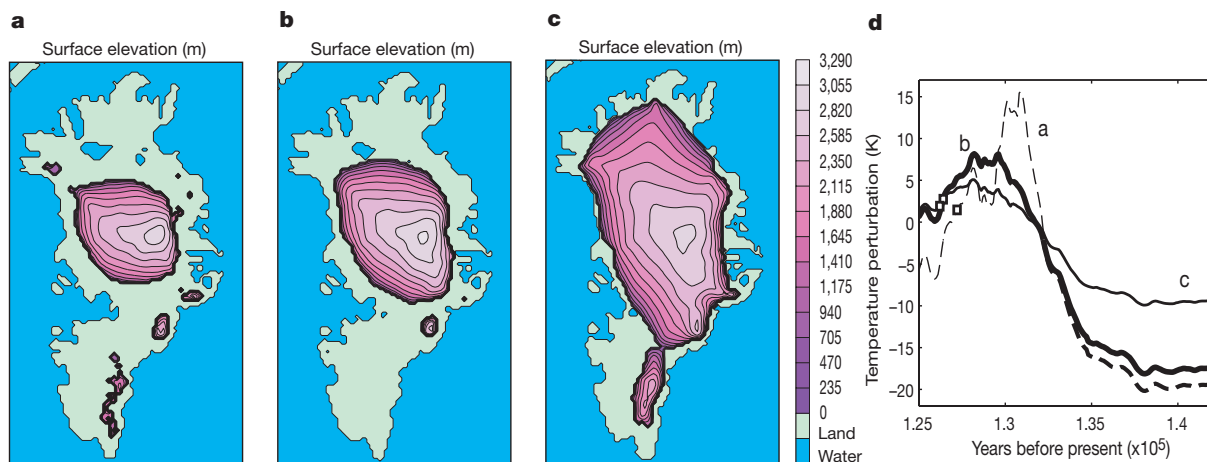 a
Surface elevation (m)
b
Surface elevation (m)
c
Surface elevation (m)
3,290
3,055
2,820
2,585
2,350
2,115
1,880
1,645
1,410
1,175
940
705
470
235
0
Land
Water
d
Temperature perturbation (K)
15
10
5
0
−5
−10
−15
−20
a
b
c
1.25
1.3
1.35
1.4
Years before present (x10⁵)